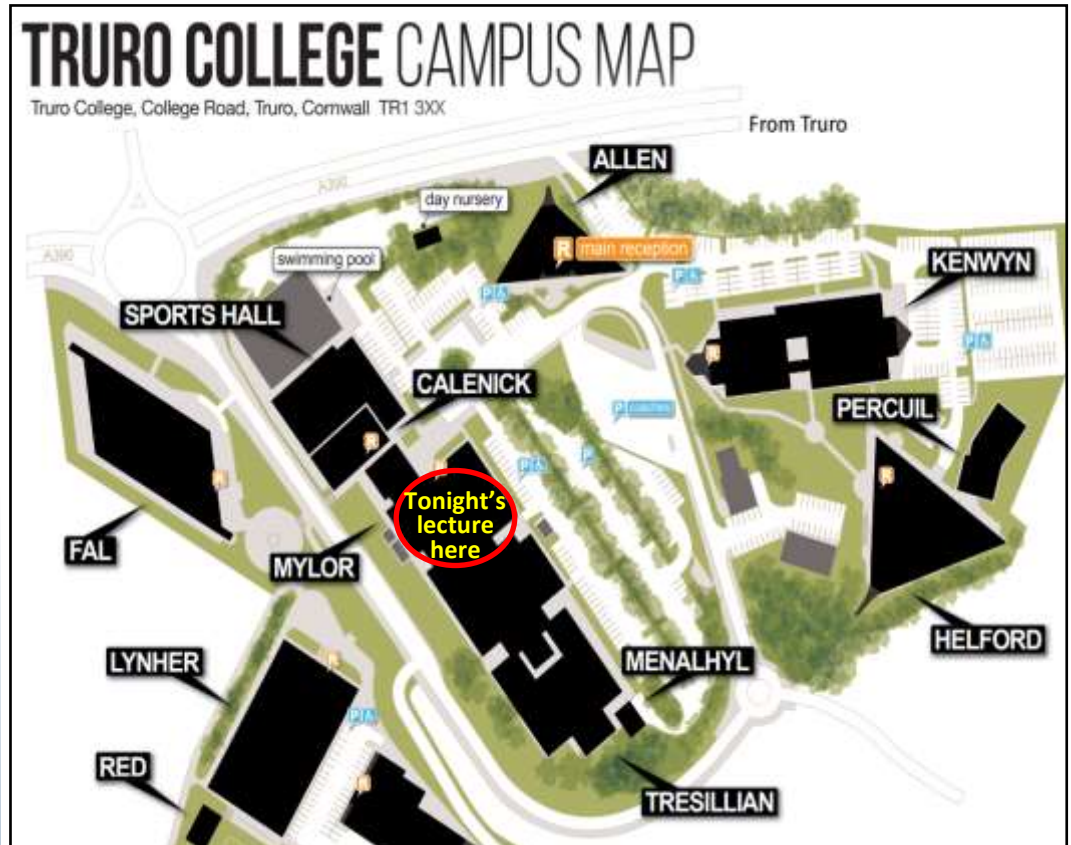 TRURO COLLEGE CAMPUS MAP
Truro College, College Road, Truro, Cornwall TR1 3XX
From Truro
ALLEN
A390
day nursery
R main reception
A390
swimming pool
KENWYN
P
P
SPORTS HALL
P
R
CALENICK
P
PERCUIL
R
R
P
P
R
R
Tonight's
lecture
here
FAL
MYLOR
HELFORD
LYNHER
R
MENALHYL
P
RED
R
TRESILLIAN